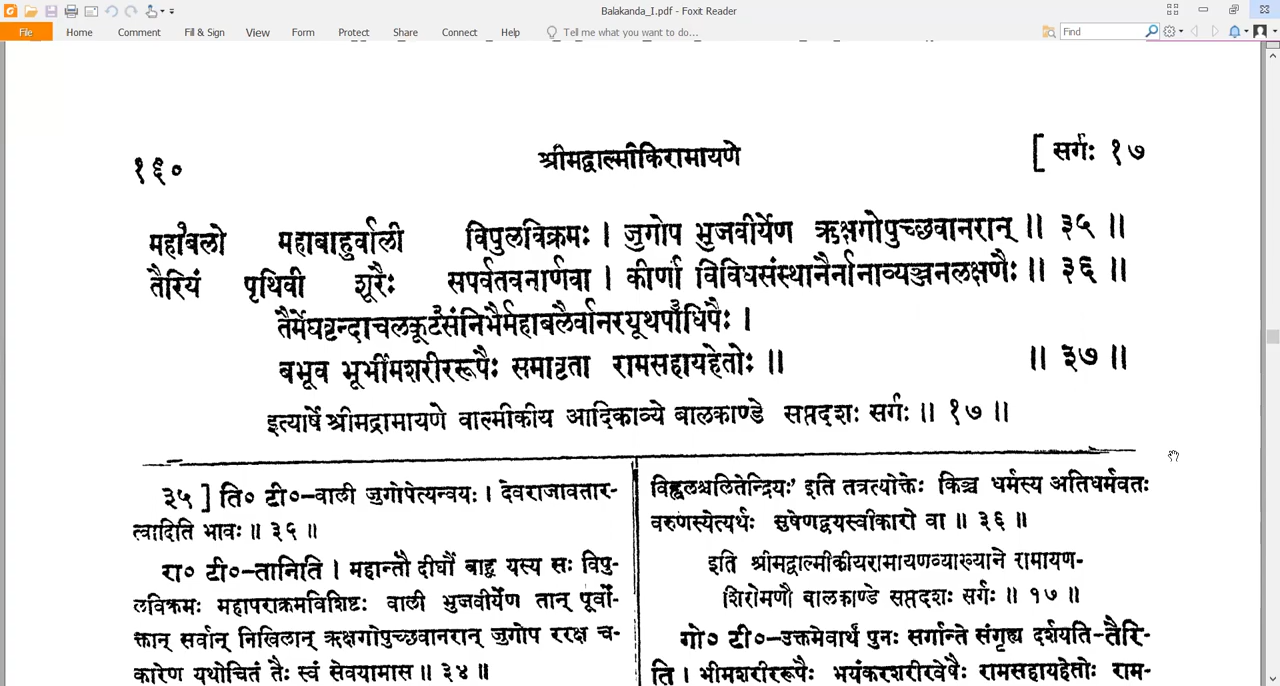 Balakanda_I.pdf - Foxit Reader
File Home Comment Fill & Sign View Form Protect Share Connect Help Tell me what you want to do... Find
१६० श्रीमद्वाल्मीकिरामायणे [ सर्गः १७
महाबलो महाबाहुर्वाली विपुलविक्रमः । जुगोप भुजवीर्येण ऋक्षगोपुच्छवानरान् ॥ ३५ ॥
तैरियं पृथिवी शूरैः सपर्वतवनार्णवा । कीर्णा विविधसंस्थानैर्नानाव्यञ्जनलक्षणैः ॥ ३६ ॥
तैर्मेघवृन्दाचलकूटसंनिभैर्महाबलैर्वानरयूथपाधिपैः ।
बभूव भूर्भीमशरीररूपैः समावृता रामसहायहेतोः ॥ ॥ ३७ ॥
इत्यार्षे श्रीमद्रामायणे वाल्मीकीय आदिकाव्ये बालकाण्डे सप्तदशः सर्गः ॥ १७ ॥
३५ ] ति० टी०-वाली जुगोपेत्यन्वयः । देवराजावतार-
त्वादिति भावः ॥ ३५ ॥
रा० टी०-तानिति । महान्तौ दीर्घौ बाहू यस्य सः विपु-
लविक्रमः महापराक्रमविशिष्टः वाली भुजवीर्येण तान् पूर्वो-
क्तान् सर्वान् निखिलान् ऋक्षगोपुच्छवानरान् जुगोप ररक्ष च-
कारेण यथोचितं तैः स्वं सेवयामास ॥ ३४ ॥
विह्वलश्चलितेन्द्रियः' इति तत्रत्योक्तेः किञ्च धर्मस्य अतिधर्मवतः
वरुणस्येत्यर्थः सुषेणद्वयस्वीकारो वा ॥ ३६ ॥
इति श्रीमद्वाल्मीकीयरामायणव्याख्याने रामायण-
शिरोमणौ बालकाण्डे सप्तदशः सर्गः ॥ १७ ॥
गो० टी०-उक्तमेवार्थं पुनः सर्गान्ते संगृह्य दर्शयति-तैरि-
ति । भीमशरीररूपैः भयंकरशरीरवेषैः रामसहायहेतोः राम-